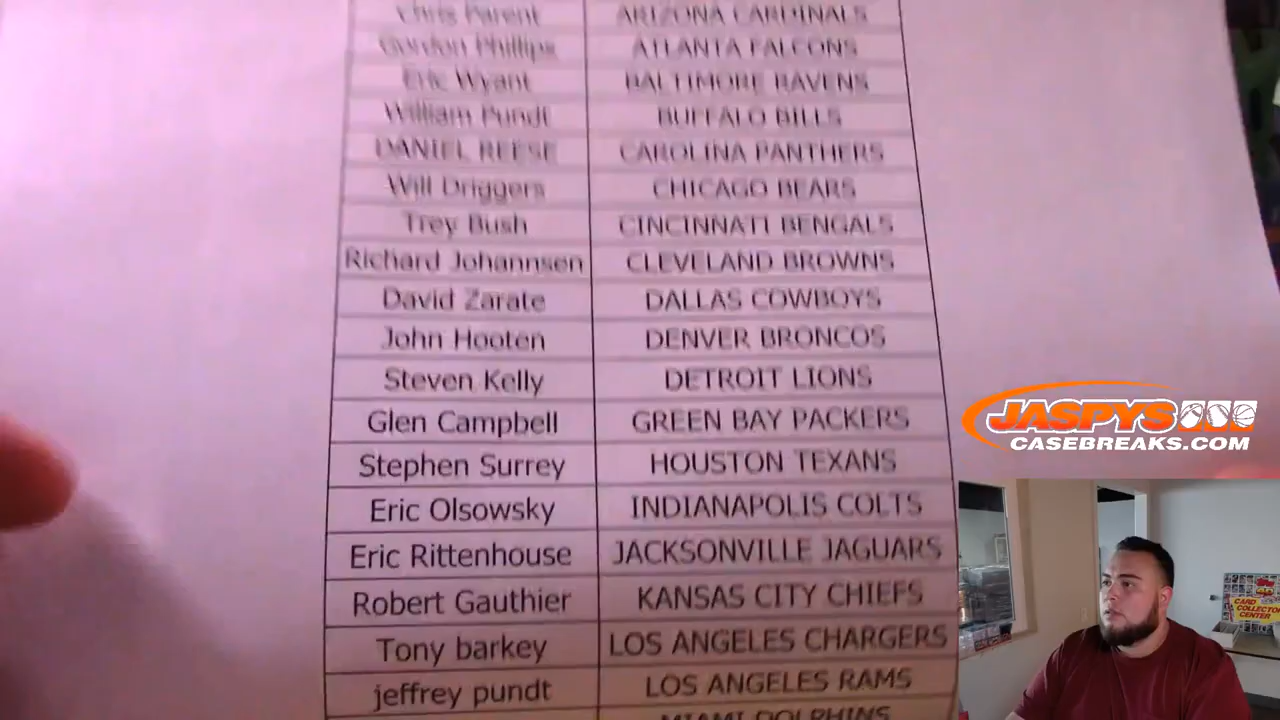 Chris Parent ARIZONA CARDINALS
Gordon Phillips ATLANTA FALCONS
Eric Wyant BALTIMORE RAVENS
William Pundt BUFFALO BILLS
DANIEL REESE CAROLINA PANTHERS
Will Driggers CHICAGO BEARS
Trey Bush CINCINNATI BENGALS
Richard Johannsen CLEVELAND BROWNS
David Zarate DALLAS COWBOYS
John Hooten DENVER BRONCOS
Steven Kelly DETROIT LIONS
Glen Campbell GREEN BAY PACKERS
Stephen Surrey HOUSTON TEXANS
Eric Olsowsky INDIANAPOLIS COLTS
Eric Rittenhouse JACKSONVILLE JAGUARS
Robert Gauthier KANSAS CITY CHIEFS
Tony barkey LOS ANGELES CHARGERS
jeffrey pundt LOS ANGELES RAMS
MIAMI DOLPHINS
JASPYS
CASEBREAKS.COM
Topps
CARD
COLLECTOR
CENTER